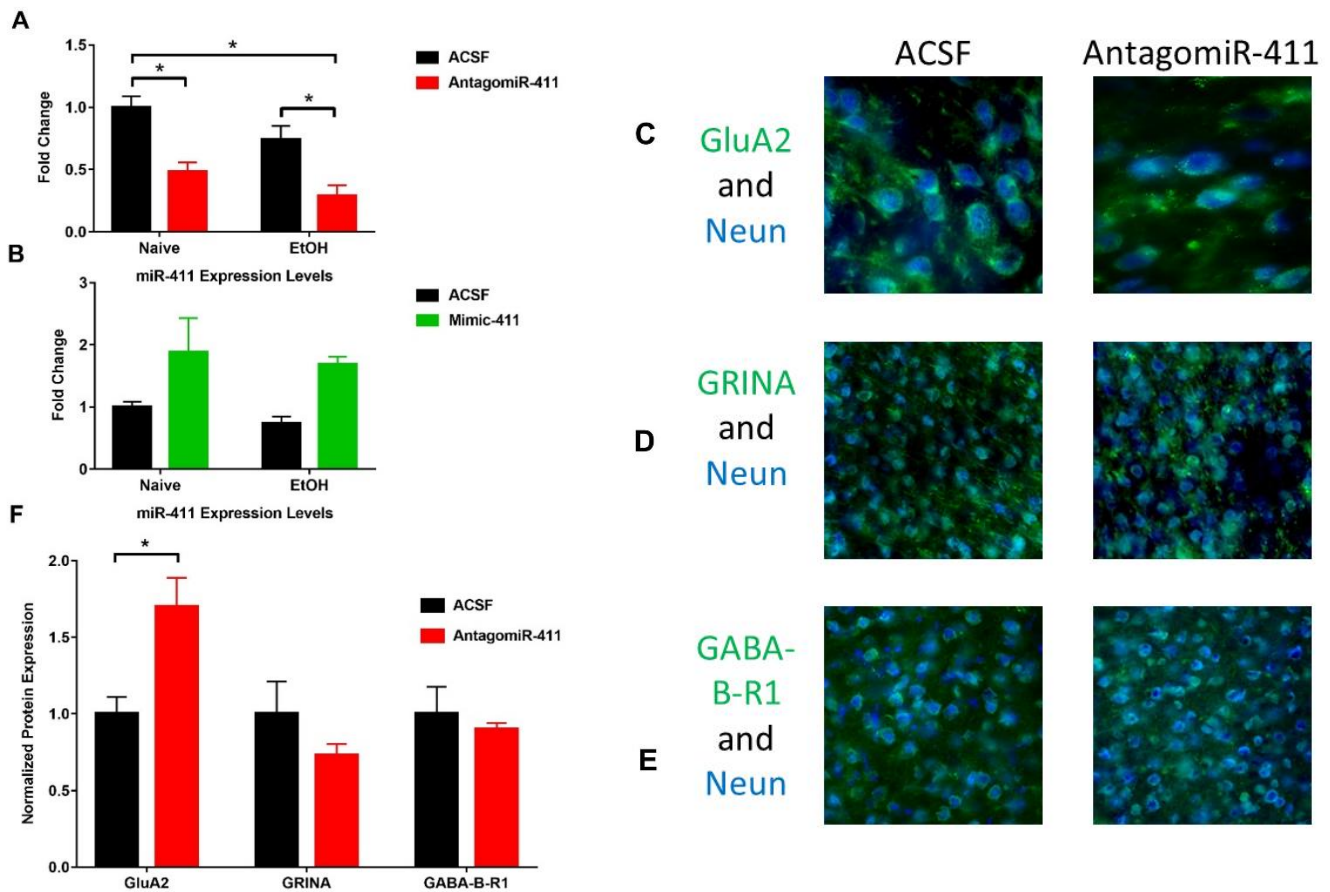 A
1.5
1.0
0.5
0.0
Fold Change
*
*
*
Naive
EtOH
miR-411 Expression Levels
ACSF
AntagomiR-411
B
3
2
1
0
Fold Change
Naive
EtOH
miR-411 Expression Levels
ACSF
Mimic-411
F
2.0
1.5
1.0
0.5
0.0
Normalized Protein Expression
*
GluA2
GRINA
GABA-B-R1
ACSF
AntagomiR-411
ACSF
AntagomiR-411
C
GluA2
and
Neun
D
GRINA
and
Neun
E
GABA-
B-R1
and
Neun